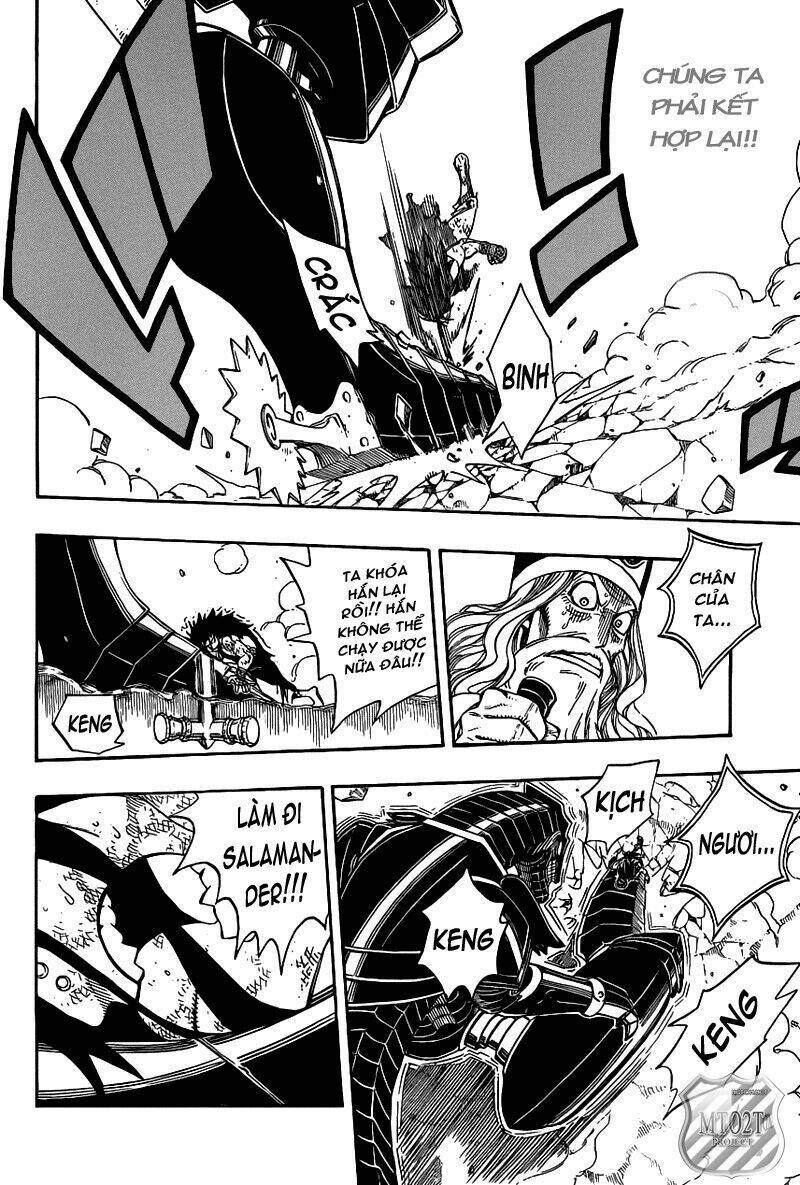 CHÚNG TA
PHẢI KẾT
HỢP LẠI!!
CRẮC
BINH
CHÂN
CỦA
TA...
TA KHÓA
HẮN LẠI
RỒI!! HẮN
KHÔNG THỂ
CHẠY ĐƯỢC
NỮA ĐÂU!!
KENG
NGƯƠI...
KỊCH
KENG
KENG
LÀM ĐI
SALAMAN-
DER!!!
MT02T
PROJECT